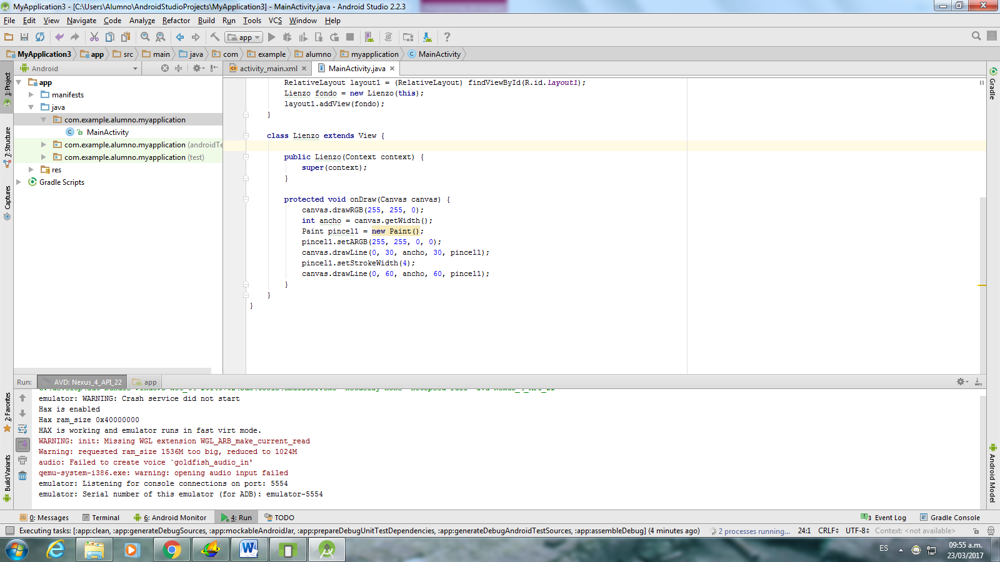 MyApplication3 - [C:\Users\Alumno\AndroidStudioProjects\MyApplication3] - MainActivity.java - Android Studio 2.2.3
File Edit View Navigate Code Analyze Refactor Build Run Tools VCS Window Help
app
MyApplication3 app src main java com example alumno myapplication MainActivity
Android
activity_main.xml
MainActivity.java
1: Project
7: Structure
Captures
2: Favorites
Build Variants
app
manifests
java
com.example.alumno.myapplication
MainActivity
com.example.alumno.myapplication (androidTe
com.example.alumno.myapplication (test)
res
Gradle Scripts
RelativeLayout layout1 = (RelativeLayout) findViewById(R.id.layout1);
Lienzo fondo = new Lienzo(this);
layout1.addView(fondo);
}
class Lienzo extends View {
public Lienzo(Context context) {
super(context);
}
protected void onDraw(Canvas canvas) {
canvas.drawRGB(255, 255, 0);
int ancho = canvas.getWidth();
Paint pincel1 = new Paint();
pincel1.setARGB(255, 255, 0, 0);
canvas.drawLine(0, 30, ancho, 30, pincel1);
pincel1.setStrokeWidth(4);
canvas.drawLine(0, 60, ancho, 60, pincel1);
}
}
}
Gradle
Android Model
Run: AVD: Nexus_4_API_22 app
emulator: WARNING: Crash service did not start
Hax is enabled
Hax ram_size 0x40000000
HAX is working and emulator runs in fast virt mode.
WARNING: init: Missing WGL extension WGL_ARB_make_current_read
Warning: requested ram_size 1536M too big, reduced to 1024M
audio: Failed to create voice `goldfish_audio_in'
qemu-system-i386.exe: warning: opening audio input failed
emulator: Listening for console connections on port: 5554
emulator: Serial number of this emulator (for ADB): emulator-5554
0: Messages Terminal 6: Android Monitor 4: Run TODO 3 Event Log Gradle Console
Executing tasks: [:app:clean, :app:generateDebugSources, :app:mockableAndroidJar, :app:prepareDebugUnitTestDependencies, :app:generateDebugAndroidTestSources, :app:assembleDebug] (4 minutes ago) 2 processes running... 24:1 CRLF UTF-8 Context: <not available>
ES
09:55 a.m.
23/03/2017